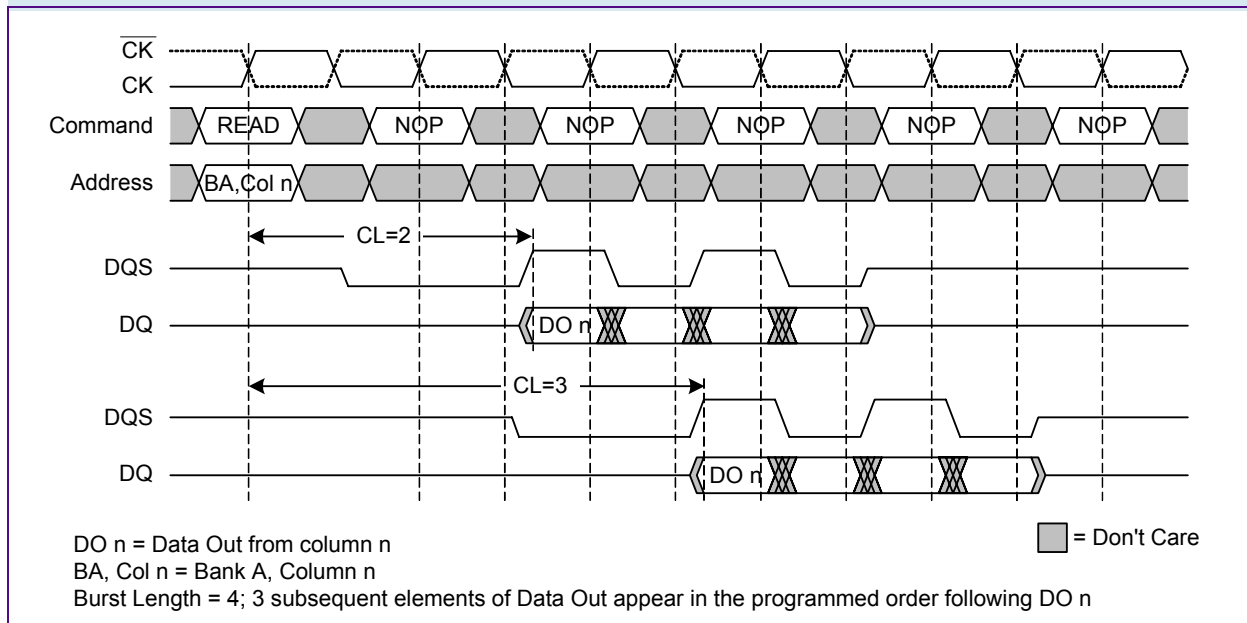 CK
CK
Command READ NOP NOP NOP NOP NOP
Address BA,Col n
CL=2
DQS
DQ DO n
CL=3
DQS
DQ DO n
DO n = Data Out from column n
= Don't Care
BA, Col n = Bank A, Column n
Burst Length = 4; 3 subsequent elements of Data Out appear in the programmed order following DO n